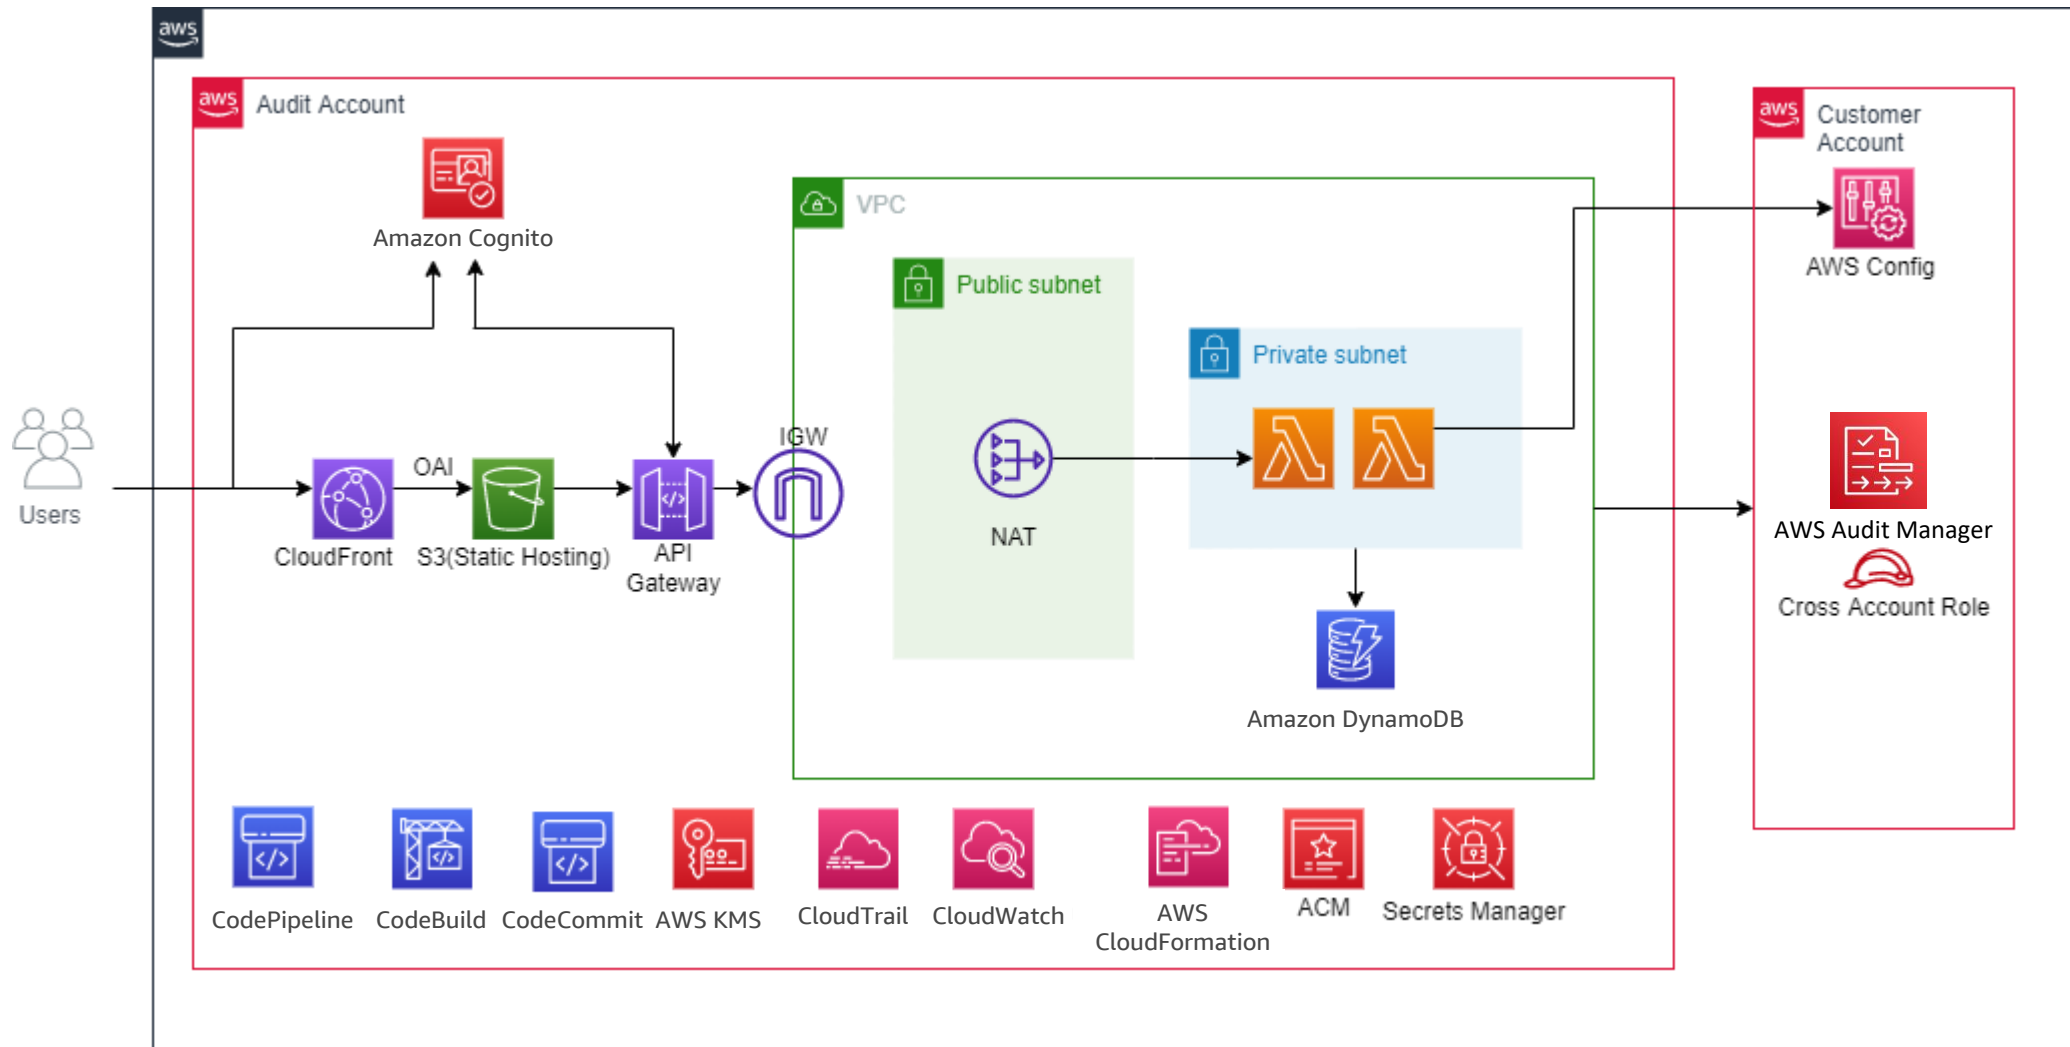 aws
aws
Audit Account
aws
Customer
Account
Amazon Cognito
VPC
AWS Config
Public subnet
Private subnet
IGW
OAI
Users
CloudFront
S3(Static Hosting)
API
Gateway
NAT
AWS Audit Manager
Cross Account Role
Amazon DynamoDB
CodePipeline
CodeBuild
CodeCommit
AWS KMS
CloudTrail
CloudWatch
AWS
CloudFormation
ACM
Secrets Manager